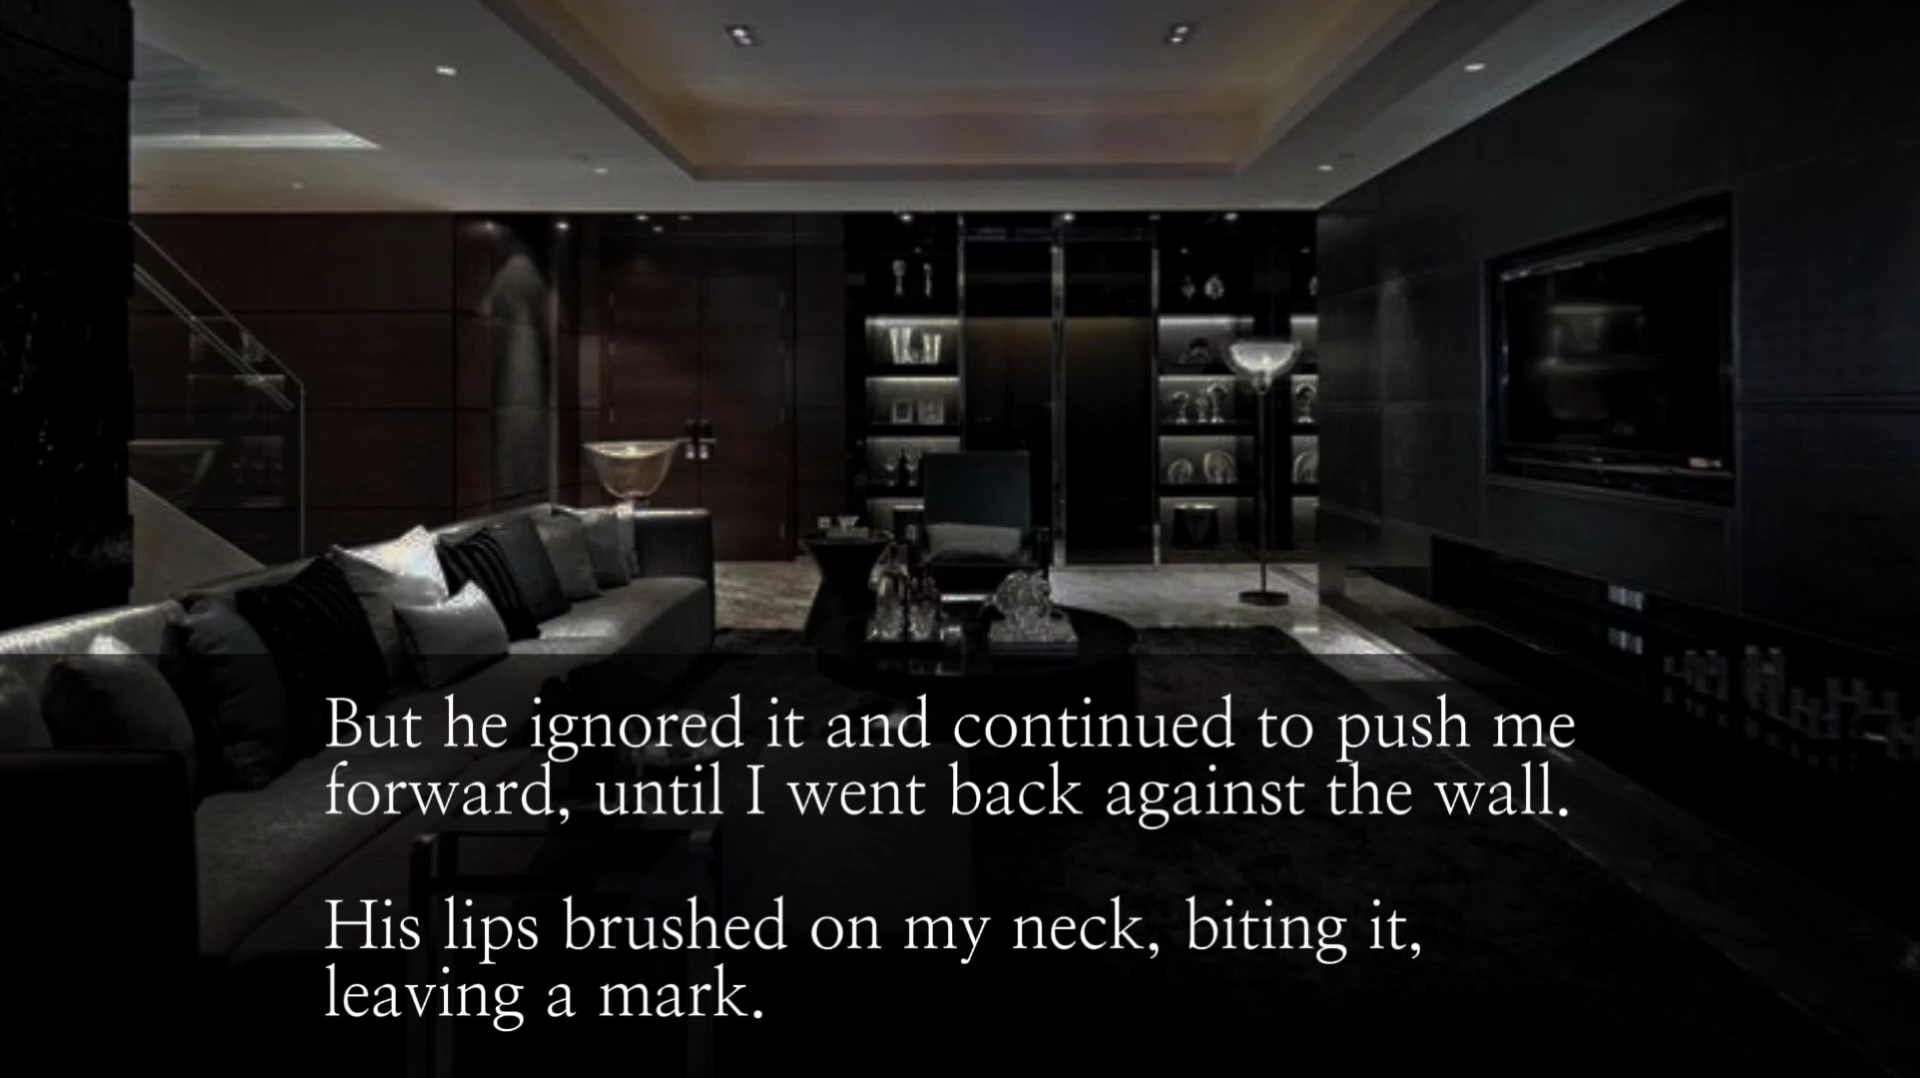 But he ignored it and continued to push me
forward, until I went back against the wall.
His lips brushed on my neck, biting it,
leaving a mark.